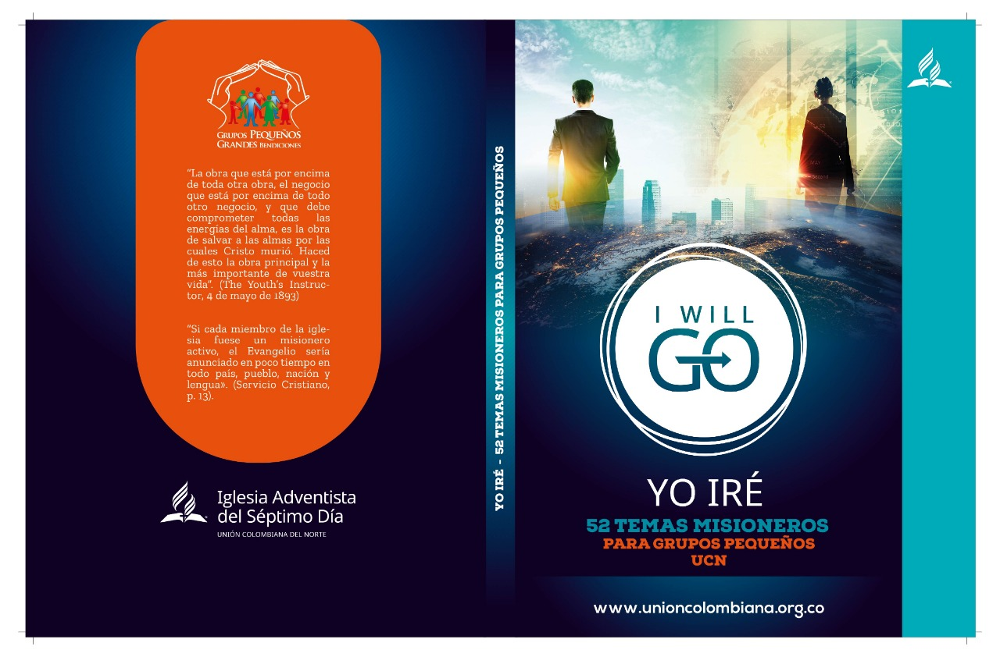 GRUPOS PEQUEÑOS
GRANDES BENDICIONES
"La obra que está por encima
de toda otra obra, el negocio
que está por encima de todo
otro negocio, y que debe
comprometer todas las
energías del alma, es la obra
de salvar a las almas por las
cuales Cristo murió. Haced
de esto la obra principal y la
más importante de vuestra
vida". (The Youth's Instruc-
tor, 4 de mayo de 1893)
"Si cada miembro de la igle-
sia fuese un misionero
activo, el Evangelio sería
anunciado en poco tiempo en
todo país, pueblo, nación y
lengua». (Servicio Cristiano,
p. 13).
Iglesia Adventista
del Séptimo Día
UNIÓN COLOMBIANA DEL NORTE
YO IRÉ - 52 TEMAS MISIONEROS PARA GRUPOS PEQUEÑOS
I WILL
GO
YO IRÉ
52 TEMAS MISIONEROS
PARA GRUPOS PEQUEÑOS
UCN
www.unioncolombiana.org.co